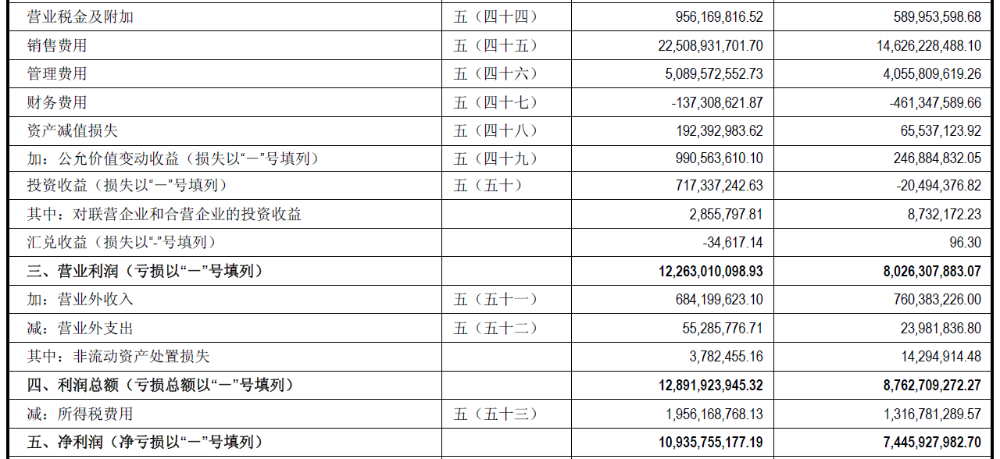 营业税金及附加 五（四十四） 956,169,816.52 589,953,598.68
销售费用 五（四十五） 22,508,931,701.70 14,626,228,488.10
管理费用 五（四十六） 5,089,572,552.73 4,055,809,619.26
财务费用 五（四十七） -137,308,621.87 -461,347,589.66
资产减值损失 五（四十八） 192,392,983.62 65,537,123.92
加：公允价值变动收益（损失以“－”号填列） 五（四十九） 990,563,610.10 246,884,832.05
投资收益（损失以“－”号填列） 五（五十） 717,337,242.63 -20,494,376.82
其中：对联营企业和合营企业的投资收益 2,855,797.81 8,732,172.23
汇兑收益（损失以“-”号填列） -34,617.14 96.30
三、营业利润（亏损以“－”号填列） 12,263,010,098.93 8,026,307,883.07
加：营业外收入 五（五十一） 684,199,623.10 760,383,226.00
减：营业外支出 五（五十二） 55,285,776.71 23,981,836.80
其中：非流动资产处置损失 3,782,455.16 14,294,914.48
四、利润总额（亏损总额以“－”号填列） 12,891,923,945.32 8,762,709,272.27
减：所得税费用 五（五十三） 1,956,168,768.13 1,316,781,289.57
五、净利润（净亏损以“－”号填列） 10,935,755,177.19 7,445,927,982.70